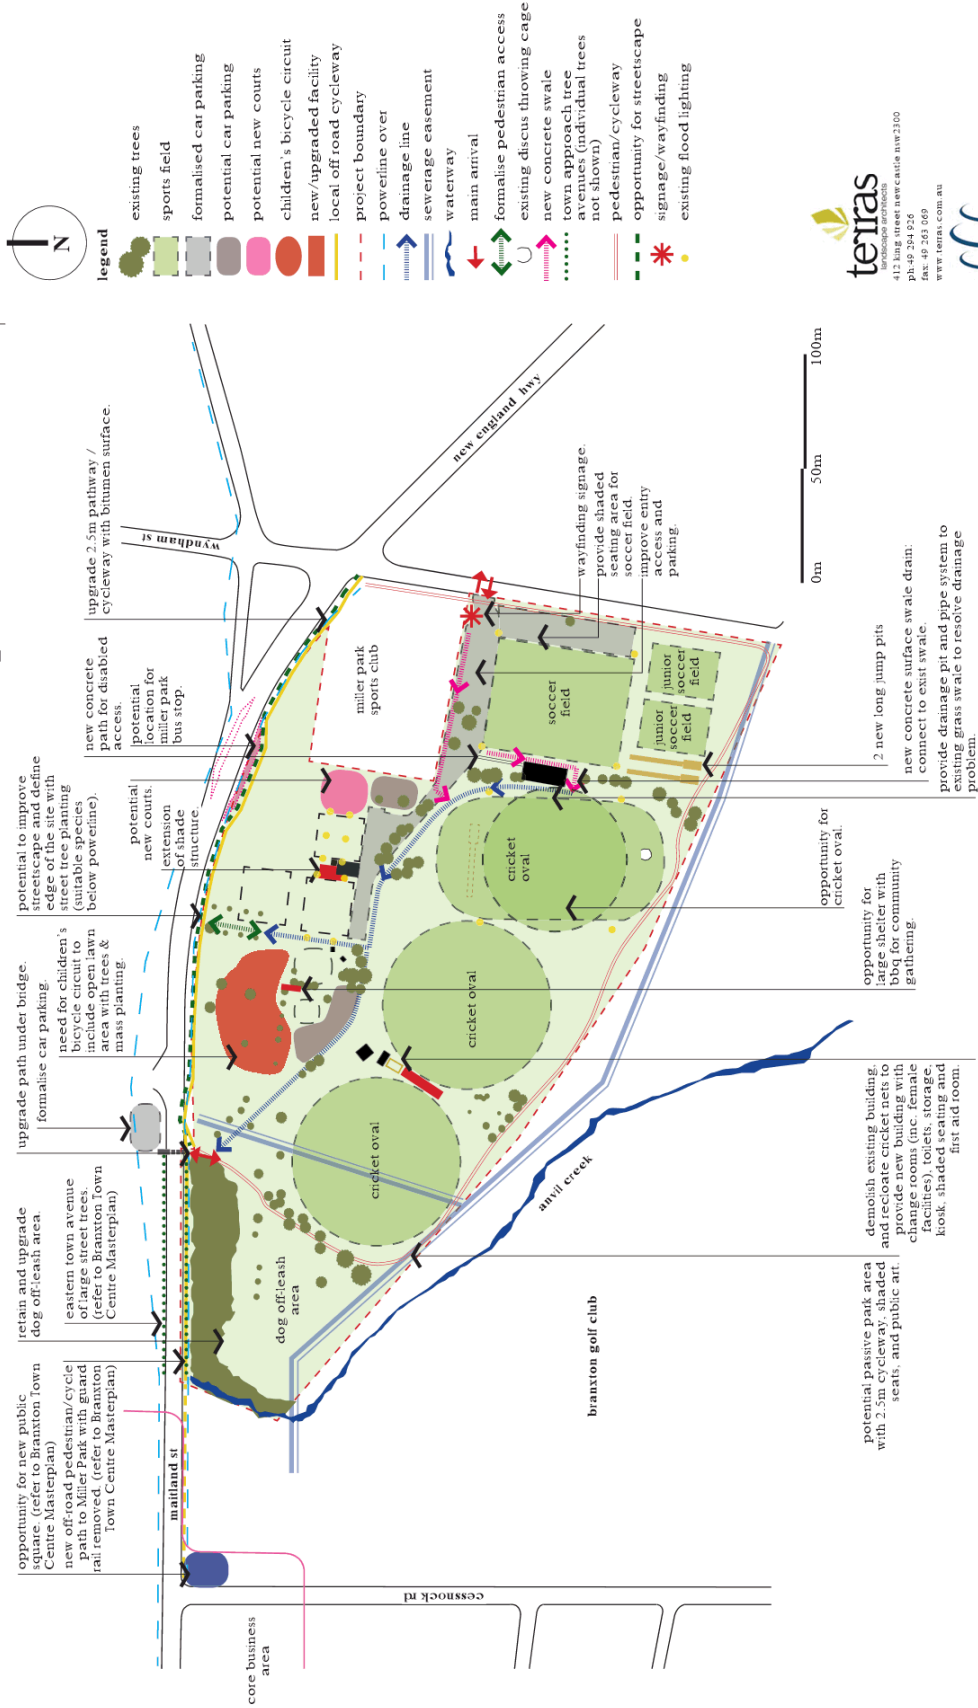 opportunity for new public
square. (refer to Branxton Town
Centre Masterplan)
new off-road pedestrian/cycle
path to Miller Park with guard
rail removed. (refer to Branxton
Town Centre Masterplan)
retain and upgrade
dog off-leash area.
eastern town avenue
of large street trees.
(refer to Branxton Town
Centre Masterplan)
upgrade path under bridge.
formalise car parking.
need for children's
bicycle circuit to
include open lawn
area with trees &
mass planting.
potential to improve
streetscape and define
edge of the site with
street tree planting
(suitable species
below powerline).
potential
new courts.
extension
of shade
structure.
new concrete
path for disabled
access.
potential
location for
miller park
bus stop.
upgrade 2.5m pathway /
cycleway with bitumen surface.
maitland st
cessnock rd
core business
area
wyndham st
new england hwy
miller park
sports club
dog off-leash
area
cricket oval
cricket oval
cricket
oval
soccer
field
junior
soccer
field
junior
soccer
field
anvil creek
branxton golf club
wayfinding signage.
provide shaded
seating area for
soccer field.
improve entry
access and
parking.
potential passive park area
with 2.5m cycleway, shaded
seats, and public art.
demolish existing building,
and relcoate cricket nets to
provide new building with
change rooms (inc. female
facilities), toilets, storage,
kiosk, shaded seating and
first aid room.
opportunity for
large shelter with
bbq for community
gathering.
opportunity for
cricket oval.
2 new long jump pits
new concrete surface swale drain:
connect to exist swale.
provide drainage pit and pipe system to
existing grass swale to resolve drainage
problem.
0m
50m
100m
N
legend
existing trees
sports field
formalised car parking
potential car parking
potential new courts
children's bicycle circuit
new/upgraded facility
local off road cycleway
project boundary
powerline over
drainage line
sewerage easement
waterway
main arrival
formalise pedestrian access
existing discus throwing cage
new concrete swale
town approach tree
avenues (individual trees
not shown)
pedestrian/cycleway
opportunity for streetscape
signage/wayfinding
existing flood lighting
terras
landscape architects
412 king street newcastle nsw2300
ph:49 294 926
fax: 49 263 069
www.terras.com.au